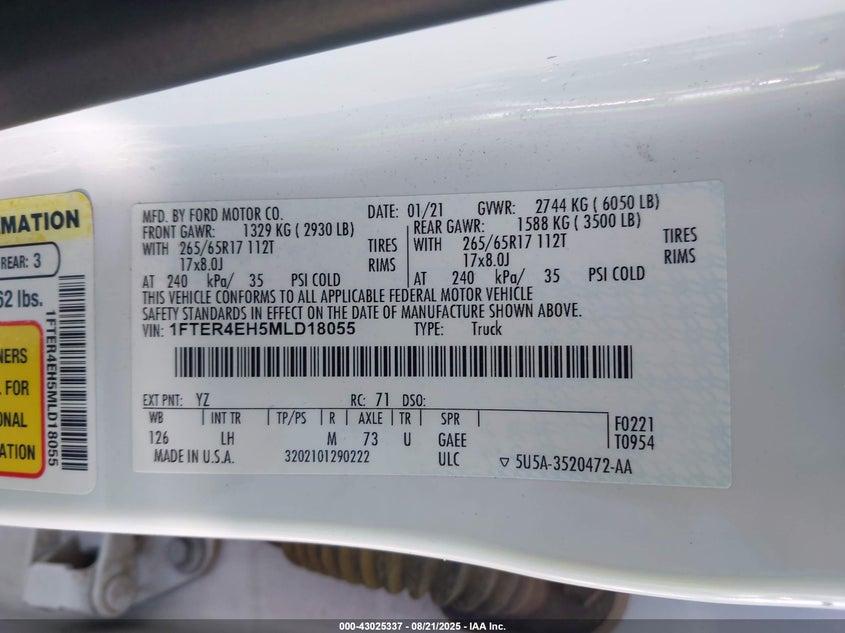 MATION
REAR: 3
62 lbs.
NERS
L FOR
ONAL
ATION
1FTER4EH5MLD18055
MFD. BY FORD MOTOR CO. DATE: 01/21 GVWR: 2744 KG ( 6050 LB)
FRONT GAWR: 1329 KG ( 2930 LB) REAR GAWR: 1588 KG ( 3500 LB)
WITH 265/65R17 112T TIRES WITH 265/65R17 112T TIRES
17x8.0J RIMS 17x8.0J RIMS
AT 240 kPa/ 35 PSI COLD AT 240 kPa/ 35 PSI COLD
THIS VEHICLE CONFORMS TO ALL APPLICABLE FEDERAL MOTOR VEHICLE
SAFETY STANDARDS IN EFFECT ON THE DATE OF MANUFACTURE SHOWN ABOVE.
VIN: 1FTER4EH5MLD18055 TYPE: Truck
EXT PNT: YZ RC: 71 DSO:
WB INT TR TP/PS R AXLE TR SPR F0221
126 LH M 73 U GAEE T0954
MADE IN U.S.A. 3202101290222 ULC ▽ 5U5A-3520472-AA
000-43025337 - 08/21/2025 - IAA Inc.